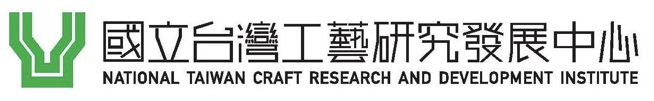 國立台灣工藝研究發展中心
NATIONAL TAIWAN CRAFT RESEARCH AND DEVELOPMENT INSTITUTE